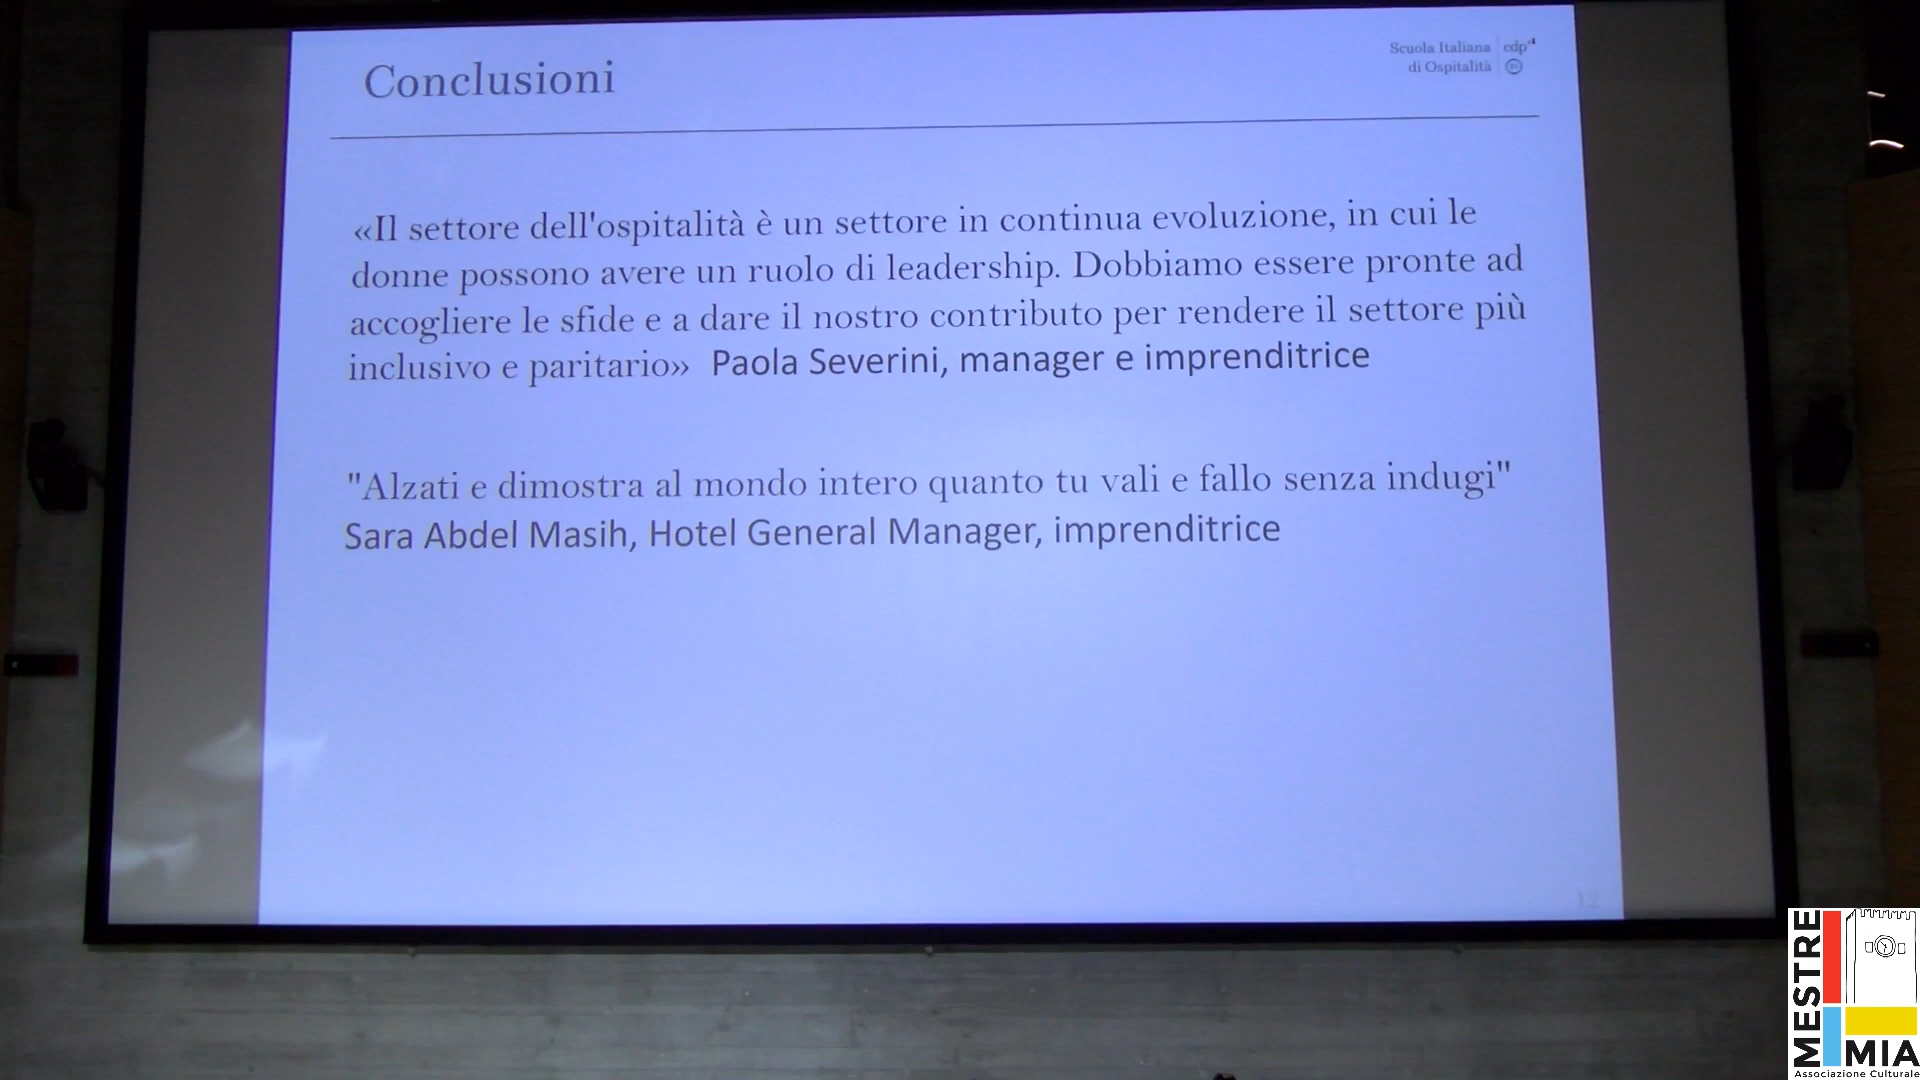 Conclusioni
Scuola Italiana
di Ospitalità
cdp
«Il settore dell'ospitalità è un settore in continua evoluzione, in cui le
donne possono avere un ruolo di leadership. Dobbiamo essere pronte ad
accogliere le sfide e a dare il nostro contributo per rendere il settore più
inclusivo e paritario» Paola Severini, manager e imprenditrice
"Alzati e dimostra al mondo intero quanto tu vali e fallo senza indugi"
Sara Abdel Masih, Hotel General Manager, imprenditrice
12
MESTRE
MIA
Associazione Culturale